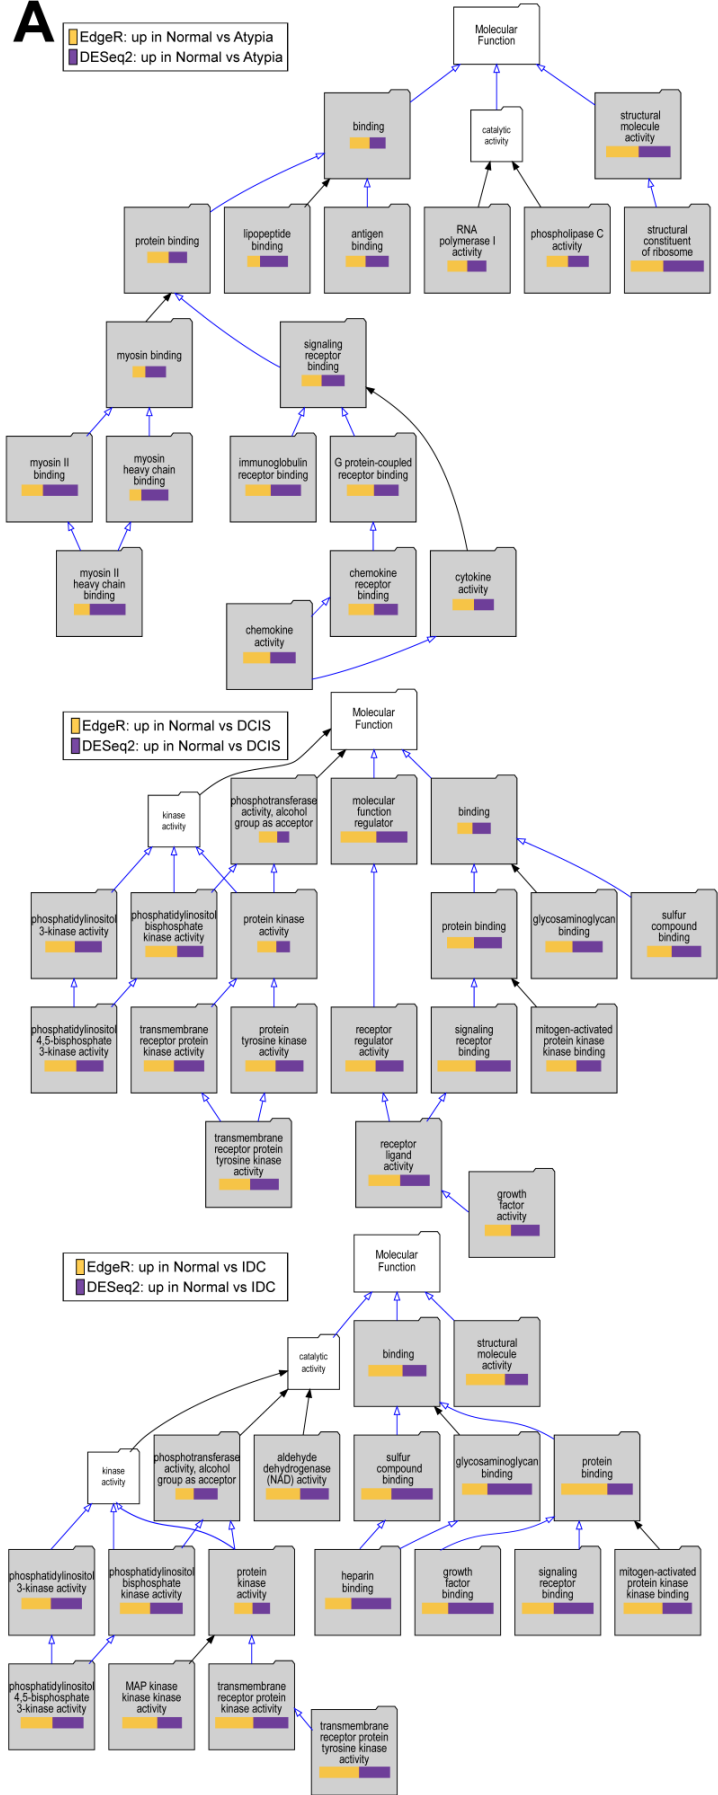 A
EdgeR: up in Normal vs Atypia
DESeq2: up in Normal vs Atypia
Molecular
Function
binding
catalytic
activity
structural
molecule
activity
protein binding
lipopeptide
binding
antigen
binding
RNA
polymerase I
activity
phospholipase C
activity
structural
constituent
of ribosome
myosin binding
signaling
receptor
binding
myosin II
binding
myosin
heavy chain
binding
immunoglobulin
receptor binding
G protein-coupled
receptor binding
myosin II
heavy chain
binding
chemokine
receptor
binding
cytokine
activity
chemokine
activity
EdgeR: up in Normal vs DCIS
DESeq2: up in Normal vs DCIS
Molecular
Function
kinase
activity
phosphotransferase
activity, alcohol
group as acceptor
molecular
function
regulator
binding
phosphatidylinositol
3-kinase activity
phosphatidylinositol
bisphosphate
kinase activity
protein kinase
activity
protein binding
glycosaminoglycan
binding
sulfur
compound
binding
phosphatidylinositol
4,5-bisphosphate
3-kinase activity
transmembrane
receptor protein
kinase activity
protein
tyrosine kinase
activity
receptor
regulator
activity
signaling
receptor
binding
mitogen-activated
protein kinase
kinase binding
transmembrane
receptor protein
tyrosine kinase
activity
receptor
ligand
activity
growth
factor
activity
EdgeR: up in Normal vs IDC
DESeq2: up in Normal vs IDC
Molecular
Function
catalytic
activity
binding
structural
molecule
activity
kinase
activity
phosphotransferase
activity, alcohol
group as acceptor
aldehyde
dehydrogenase
(NAD) activity
sulfur
compound
binding
glycosaminoglycan
binding
protein
binding
phosphatidylinositol
3-kinase activity
phosphatidylinositol
bisphosphate
kinase activity
protein
kinase
activity
heparin
binding
growth
factor
binding
signaling
receptor
binding
mitogen-activated
protein kinase
kinase binding
phosphatidylinositol
4,5-bisphosphate
3-kinase activity
MAP kinase
kinase kinase
activity
transmembrane
receptor protein
kinase activity
transmembrane
receptor protein
tyrosine kinase
activity